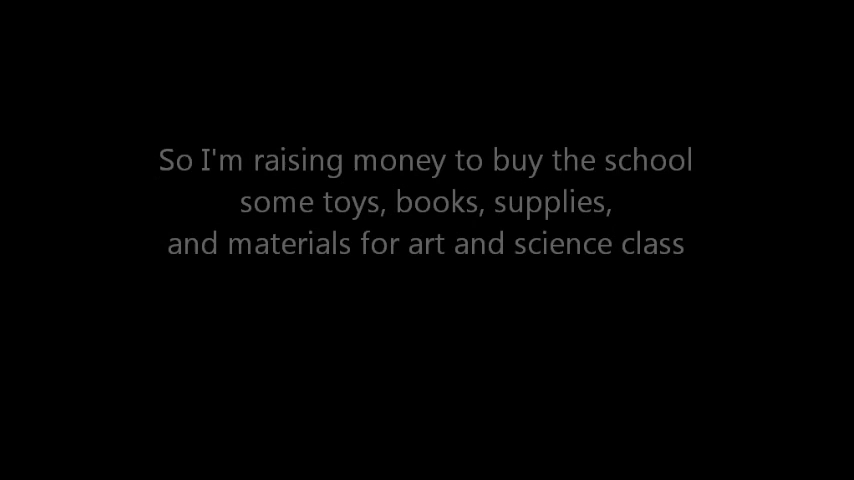 So I'm raising money to buy the school
some toys, books, supplies,
and materials for art and science class